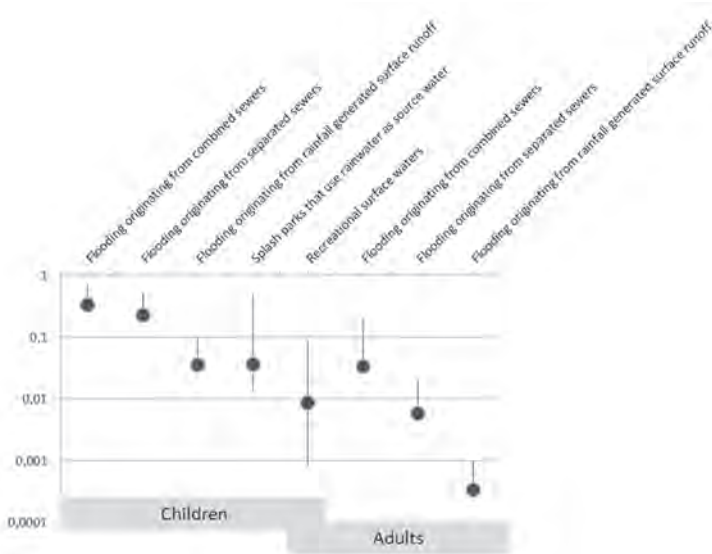 Flooding originating from combined sewers
Flooding originating from separated sewers
Flooding originating from rainfall generated surface runoff
Splash parks that use rainwater as source water
Recreational surface waters
Flooding originating from combined sewers
Flooding originating from separated sewers
Flooding originating from rainfall generated surface runoff
1
0,1
0,01
0,001
0,0001
Children
Adults